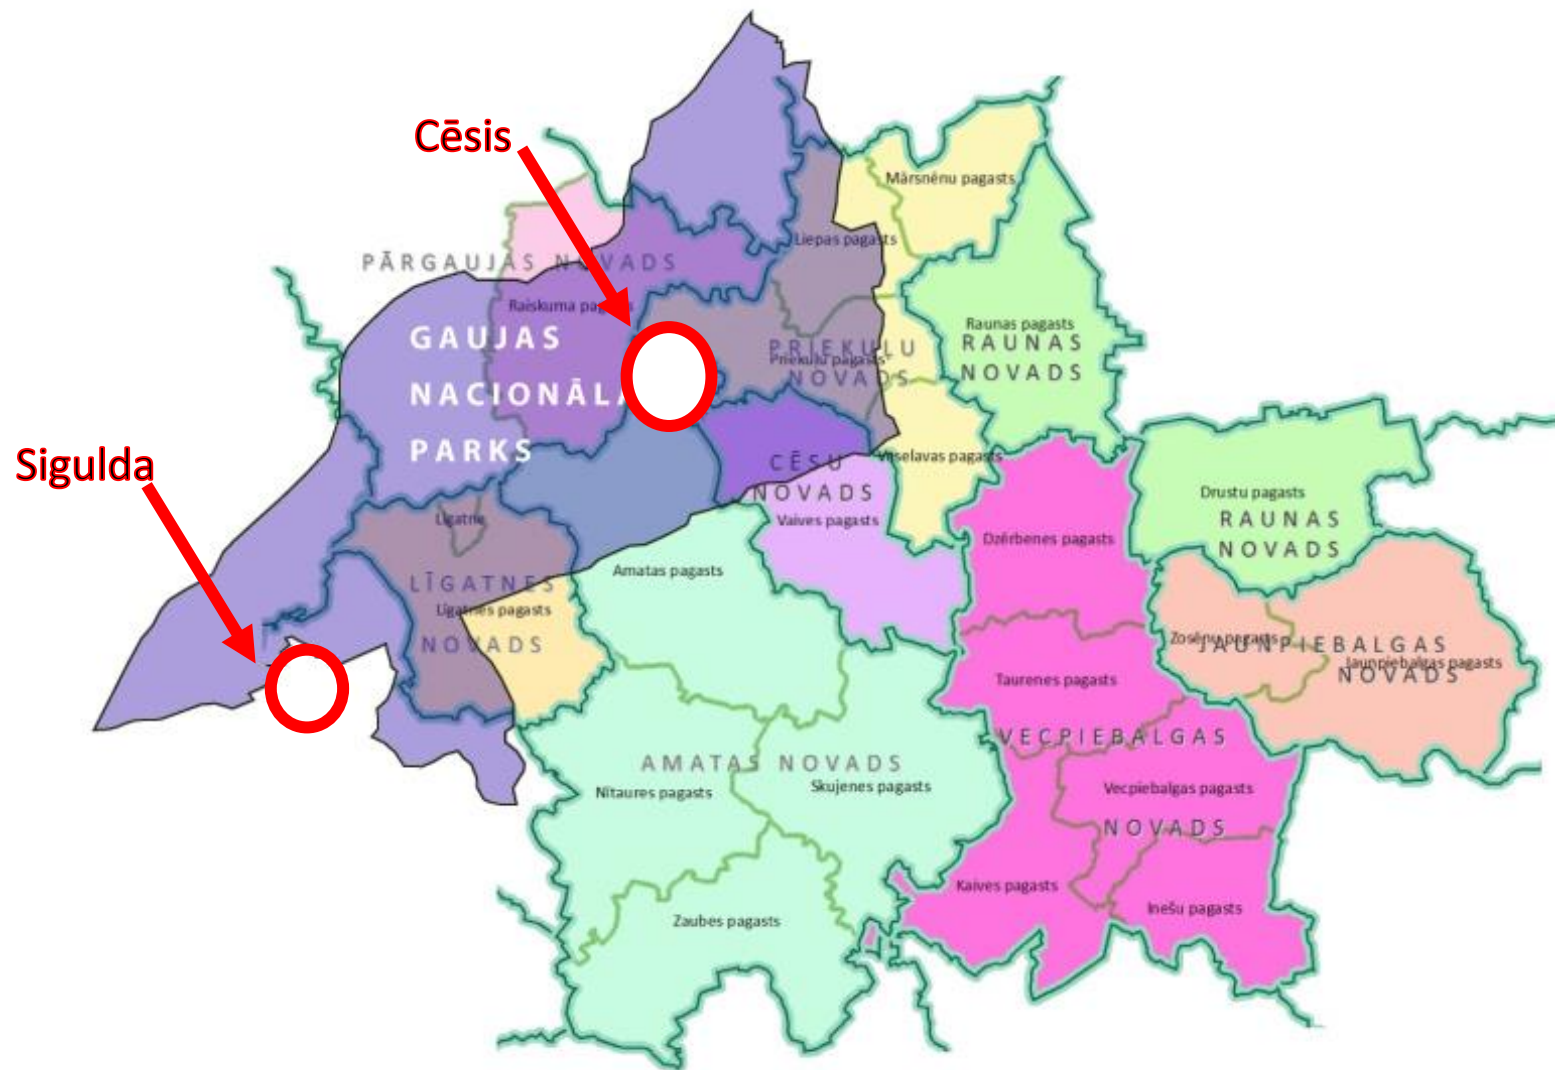 Cēsis
Mārsnēnu pagasts
Liepas pagasts
PĀRGAUJAS NOVADS
Raiskuma pagasts
Raunas pagasts
RAUNAS
NOVADS
GAUJAS
NACIONĀLA
PARKS
PRIEKUĻU
Priekuļu pagasts
NOVADS
Sigulda
CĒSU
NOVADS
Veselavas pagasts
Vaives pagasts
Drustu pagasts
RAUNAS
NOVADS
Līgatne
Dzērbenes pagasts
Amatas pagasts
LĪGATNES
Līgatnes pagasts
NOVADS
Zosēnu pagasts
JAUNPIEBALGAS
Jaunpiebalgas pagasts
NOVADS
Taurenes pagasts
VECPIEBALGAS
AMATAS NOVADS
Nītaures pagasts
Skujenes pagasts
Vecpiebalgas pagasts
NOVADS
Kaives pagasts
Inešu pagasts
Zaubes pagasts